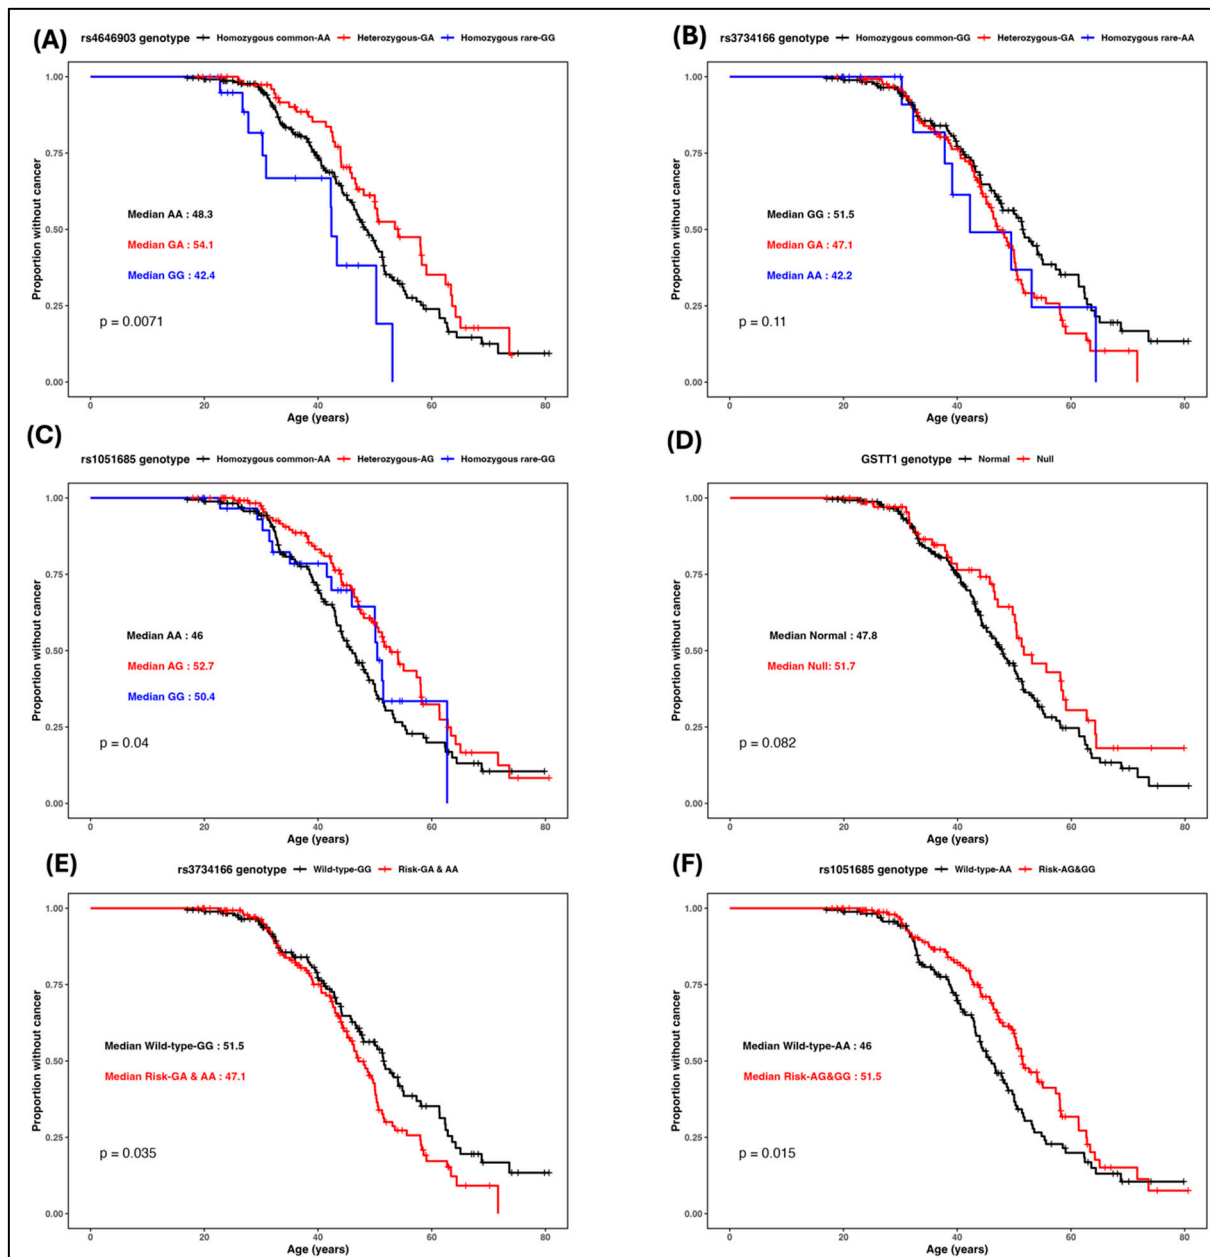 (A)
rs4646903 genotype Homozygous common-AA Heterozygous-GA Homozygous rare-GG
Proportion without cancer
1.00
0.75
0.50
0.25
0.00
Median AA : 48.3
Median GA : 54.1
Median GG : 42.4
p = 0.0071
0 20 40 60 80
Age (years)
(B)
rs3734166 genotype Homozygous common-GG Heterozygous-GA Homozygous rare-AA
Proportion without cancer
1.00
0.75
0.50
0.25
0.00
Median GG : 51.5
Median GA : 47.1
Median AA : 42.2
p = 0.11
0 20 40 60 80
Age (years)
(C)
rs1051685 genotype Homozygous common-AA Heterozygous-AG Homozygous rare-GG
Proportion without cancer
1.00
0.75
0.50
0.25
0.00
Median AA : 46
Median AG : 52.7
Median GG : 50.4
p = 0.04
0 20 40 60 80
Age (years)
(D)
GSTT1 genotype Normal Null
Proportion without cancer
1.00
0.75
0.50
0.25
0.00
Median Normal : 47.8
Median Null: 51.7
p = 0.082
0 20 40 60 80
Age (years)
(E)
rs3734166 genotype Wild-type-GG Risk-GA & AA
Proportion without cancer
1.00
0.75
0.50
0.25
0.00
Median Wild-type-GG : 51.5
Median Risk-GA & AA : 47.1
p = 0.035
0 20 40 60 80
Age (years)
(F)
rs1051685 genotype Wild-type-AA Risk-AG&GG
Proportion without cancer
1.00
0.75
0.50
0.25
0.00
Median Wild-type-AA : 46
Median Risk-AG&GG : 51.5
p = 0.015
0 20 40 60 80
Age (years)